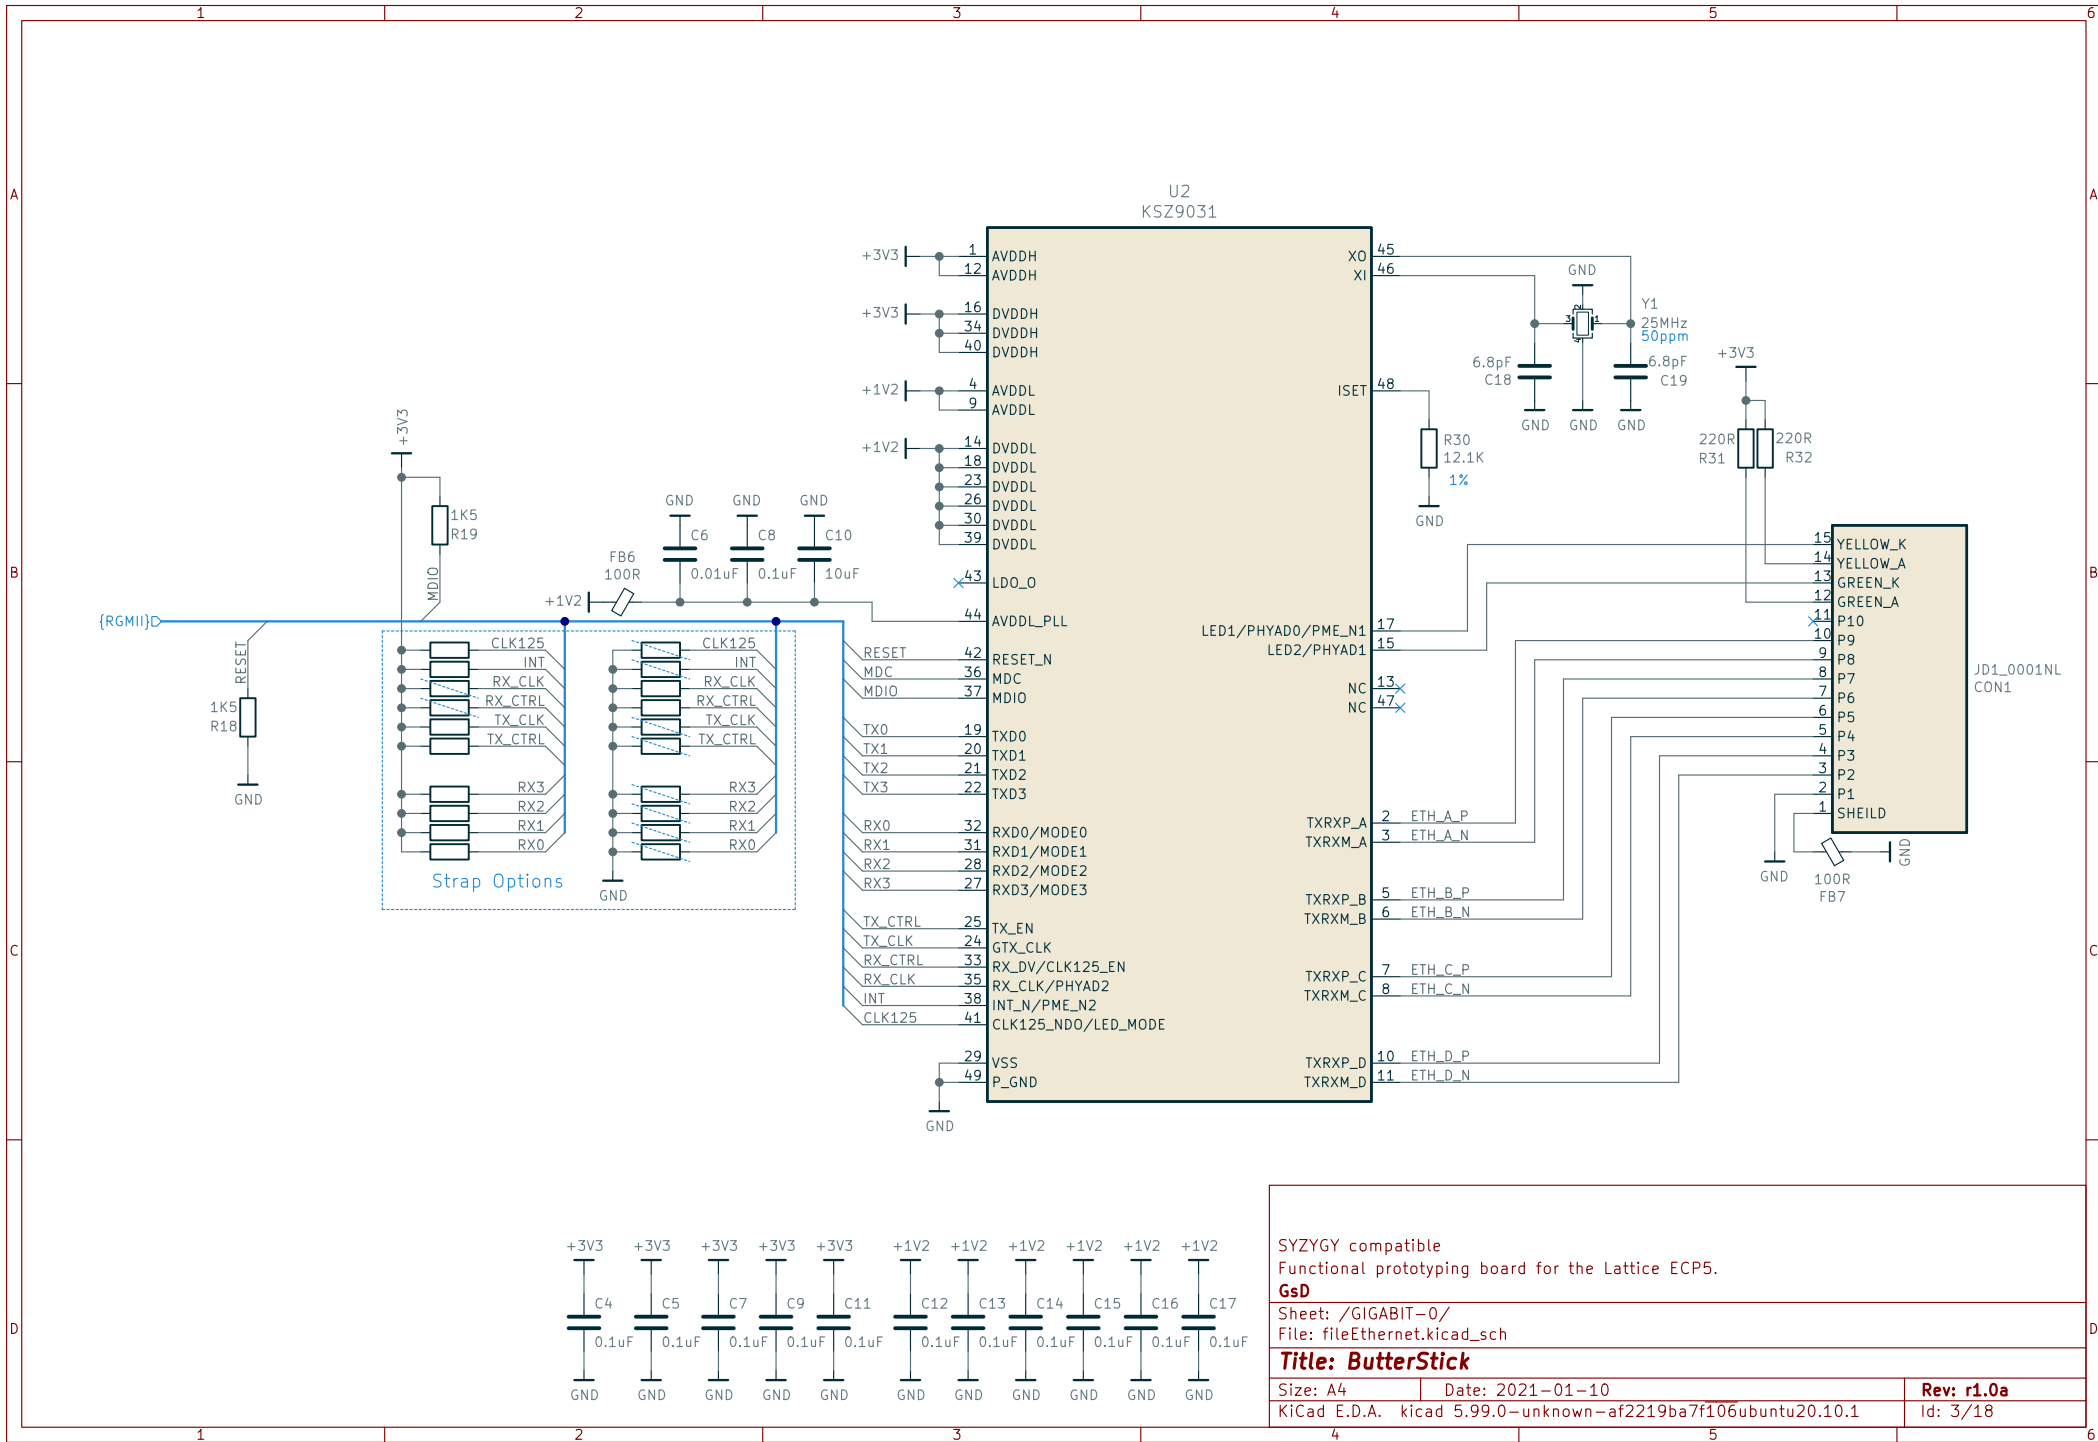 1 2 3 4 5 6
A
B
C
D
A
B
C
D
U2
KSZ9031
+3V3
1 AVDDH
12 AVDDH
+3V3
16 DVDDH
34 DVDDH
40 DVDDH
+1V2
4 AVDDL
9 AVDDL
+1V2
14 DVDDL
18 DVDDL
23 DVDDL
26 DVDDL
30 DVDDL
39 DVDDL
43 LDO_O
44 AVDDL_PLL
RESET 42 RESET_N
MDC 36 MDC
MDIO 37 MDIO
TX0 19 TXD0
TX1 20 TXD1
TX2 21 TXD2
TX3 22 TXD3
RX0 32 RXD0/MODE0
RX1 31 RXD1/MODE1
RX2 28 RXD2/MODE2
RX3 27 RXD3/MODE3
TX_CTRL 25 TX_EN
TX_CLK 24 GTX_CLK
RX_CTRL 33 RX_DV/CLK125_EN
RX_CLK 35 RX_CLK/PHYAD2
INT 38 INT_N/PME_N2
CLK125 41 CLK125_NDO/LED_MODE
29 VSS
49 P_GND
GND
XO 45
XI 46
ISET 48
LED1/PHYAD0/PME_N1 17
LED2/PHYAD1 15
NC 13
NC 47
TXRXP_A 2 ETH_A_P
TXRXM_A 3 ETH_A_N
TXRXP_B 5 ETH_B_P
TXRXM_B 6 ETH_B_N
TXRXP_C 7 ETH_C_P
TXRXM_C 8 ETH_C_N
TXRXP_D 10 ETH_D_P
TXRXM_D 11 ETH_D_N
GND
2
3 1
4
Y1
25MHz
50ppm
6.8pF
C18
6.8pF
C19
GND GND GND
R30
12.1K
1%
GND
+3V3
220R
R31
220R
R32
15 YELLOW_K
14 YELLOW_A
13 GREEN_K
12 GREEN_A
11 P10
10 P9
9 P8
8 P7
7 P6
6 P5
5 P4
4 P3
3 P2
2 P1
1 SHEILD
JD1_0001NL
CON1
GND
100R
FB7
GND
+3V3
1K5
R19
MDIO
{RGMII}
RESET
1K5
R18
GND
+1V2
FB6
100R
GND GND GND
C6 C8 C10
0.01uF 0.1uF 10uF
CLK125 CLK125
INT INT
RX_CLK RX_CLK
RX_CTRL RX_CTRL
TX_CLK TX_CLK
TX_CTRL TX_CTRL
RX3 RX3
RX2 RX2
RX1 RX1
RX0 RX0
Strap Options
GND
+3V3 +3V3 +3V3 +3V3 +3V3 +1V2 +1V2 +1V2 +1V2 +1V2 +1V2
C4 C5 C7 C9 C11 C12 C13 C14 C15 C16 C17
0.1uF 0.1uF 0.1uF 0.1uF 0.1uF 0.1uF 0.1uF 0.1uF 0.1uF 0.1uF 0.1uF
GND GND GND GND GND GND GND GND GND GND GND
SYZYGY compatible
Functional prototyping board for the Lattice ECP5.
GsD
Sheet: /GIGABIT-0/
File: fileEthernet.kicad_sch
Title: ButterStick
Size: A4 Date: 2021-01-10 Rev: r1.0a
KiCad E.D.A. kicad 5.99.0-unknown-af2219ba7f106ubuntu20.10.1 Id: 3/18
1 2 3 4 5 6